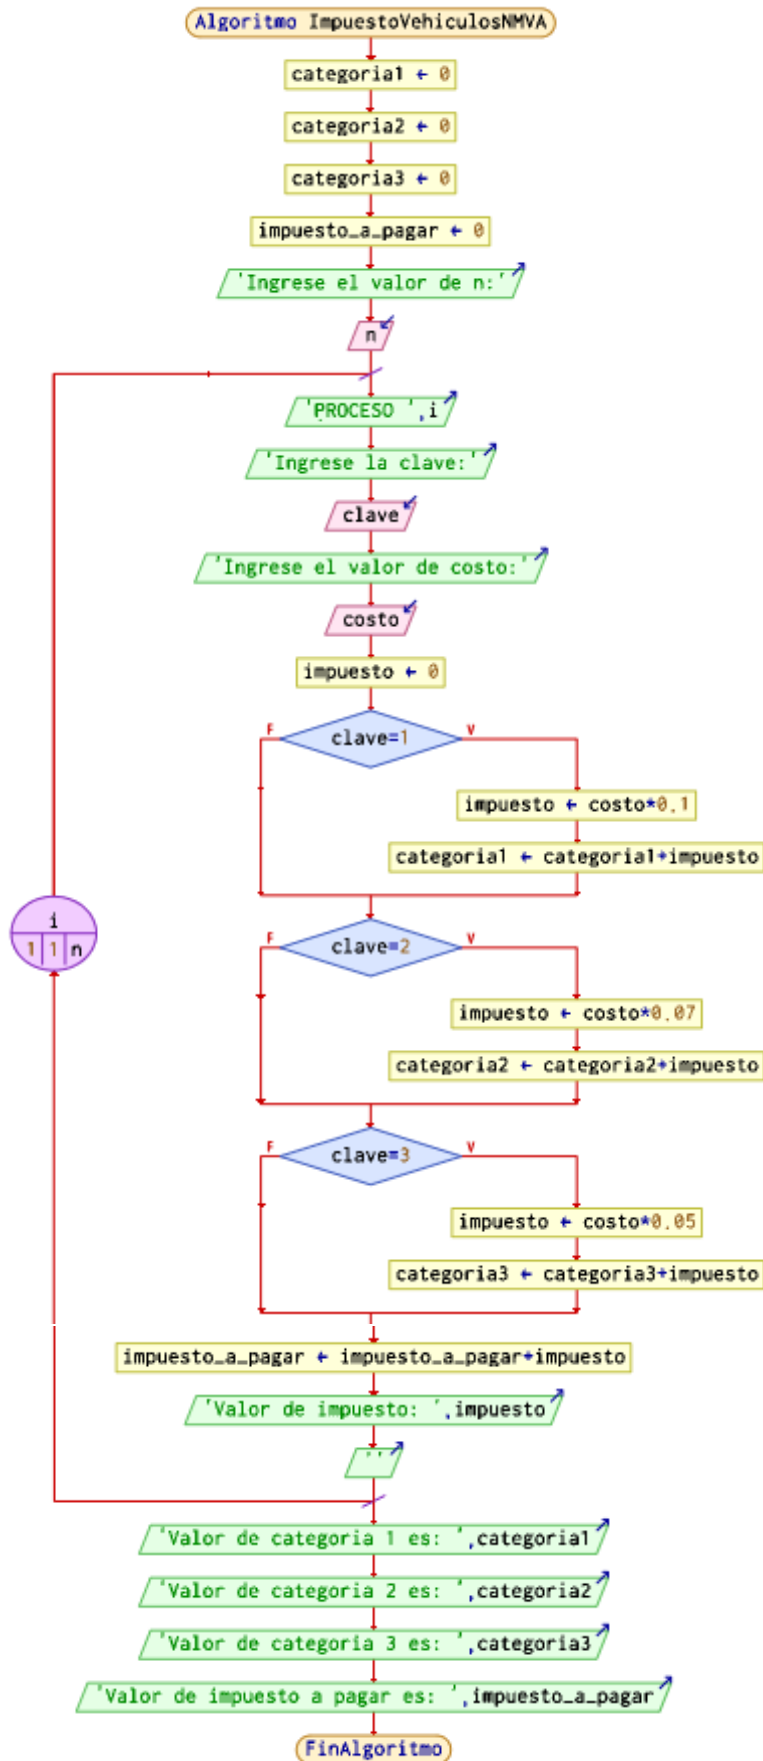 Algoritmo ImpuestoVehiculosNMVA
categoria1 ← 0
categoria2 ← 0
categoria3 ← 0
impuesto_a_pagar ← 0
'Ingrese el valor de n:'
n
'PROCESO ',i
'Ingrese la clave:'
clave
'Ingrese el valor de costo:'
costo
impuesto ← 0
F
clave=1
V
impuesto ← costo*0.1
categoria1 ← categoria1+impuesto
i
1 1 n
F
clave=2
V
impuesto ← costo*0.07
categoria2 ← categoria2+impuesto
F
clave=3
V
impuesto ← costo*0.05
categoria3 ← categoria3+impuesto
impuesto_a_pagar ← impuesto_a_pagar+impuesto
'Valor de impuesto: ',impuesto
''
'Valor de categoria 1 es: ',categoria1
'Valor de categoria 2 es: ',categoria2
'Valor de categoria 3 es: ',categoria3
'Valor de impuesto a pagar es: ',impuesto_a_pagar
FinAlgoritmo